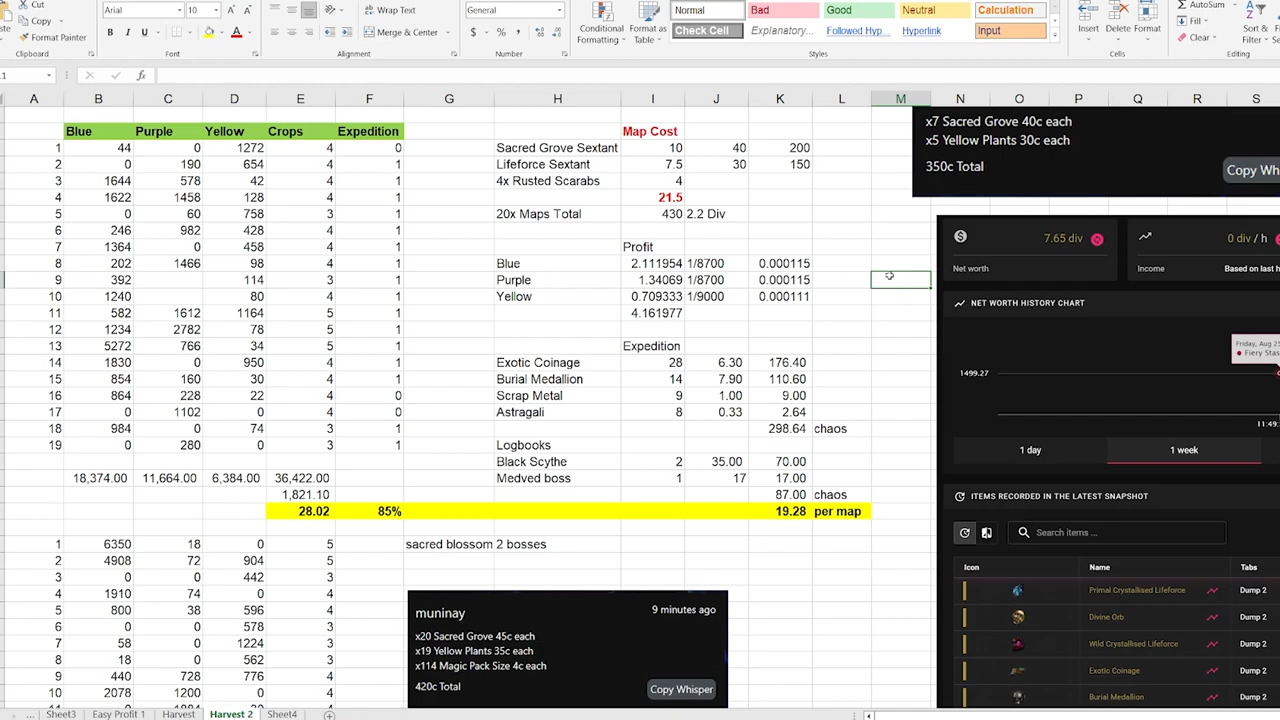 Cut
Copy
Format Painter
Clipboard
Arial
10
B I U
Font
Wrap Text
Merge & Center
Alignment
General
$ % ,
Number
Conditional Formatting
Format as Table
Normal
Bad
Good
Neutral
Calculation
Check Cell
Explanatory...
Followed Hyp...
Hyperlink
Input
Styles
Insert
Delete
Format
Cells
AutoSum
Fill
Clear
Sort &
Filter
fx
A B C D E F G H I J K L M N O P Q R S
Blue Purple Yellow Crops Expedition Map Cost
1 44 0 1272 4 0 Sacred Grove Sextant 10 40 200
2 0 190 654 4 1 Lifeforce Sextant 7.5 30 150
3 1644 578 42 4 1 4x Rusted Scarabs 4
4 1622 1458 128 4 1 21.5
5 0 60 758 3 1 20x Maps Total 430 2.2 Div
6 246 982 428 4 1
7 1364 0 458 4 1 Profit
8 202 1466 98 4 1 Blue 2.111954 1/8700 0.000115
9 392 114 3 1 Purple 1.34069 1/8700 0.000115
10 1240 80 4 1 Yellow 0.709333 1/9000 0.000111
11 582 1612 1164 5 1 4.161977
12 1234 2782 78 5 1
13 5272 766 34 5 1 Expedition
14 1830 0 950 4 1 Exotic Coinage 28 6.30 176.40
15 854 160 30 4 1 Burial Medallion 14 7.90 110.60
16 864 228 22 4 0 Scrap Metal 9 1.00 9.00
17 0 1102 0 4 0 Astragali 8 0.33 2.64
18 984 0 74 3 1 298.64 chaos
19 0 280 0 3 1 Logbooks
Black Scythe 2 35.00 70.00
18,374.00 11,664.00 6,384.00 36,422.00 Medved boss 1 17 17.00
1,821.10 87.00 chaos
28.02 85% 19.28 per map
1 6350 18 0 5 sacred blossom 2 bosses
2 4908 72 904 5
3 0 0 442 3
4 1910 74 0 4
5 800 38 596 4
6 0 0 578 3
7 58 0 1224 3
8 18 0 562 3
9 440 728 776 4
10 2078 1200 0 4
muninay
9 minutes ago
x20 Sacred Grove 45c each
x19 Yellow Plants 35c each
x114 Magic Pack Size 4c each
420c Total
Copy Whisper
x7 Sacred Grove 40c each
x5 Yellow Plants 30c each
350c Total
Copy Whi
7.65 div
Net worth
0 div / h
Income
Based on last h
NET WORTH HISTORY CHART
Friday, Aug 25
Fiery Stas
1499.27
11:49:
1 day
1 week
ITEMS RECORDED IN THE LATEST SNAPSHOT
Search items ...
Icon Name Tabs
Primal Crystallised Lifeforce Dump 2
Divine Orb Dump 2
Wild Crystallised Lifeforce Dump 2
Exotic Coinage Dump 2
Burial Medallion Dump 2
... Sheet3 Easy Profit 1 Harvest Harvest 2 Sheet4